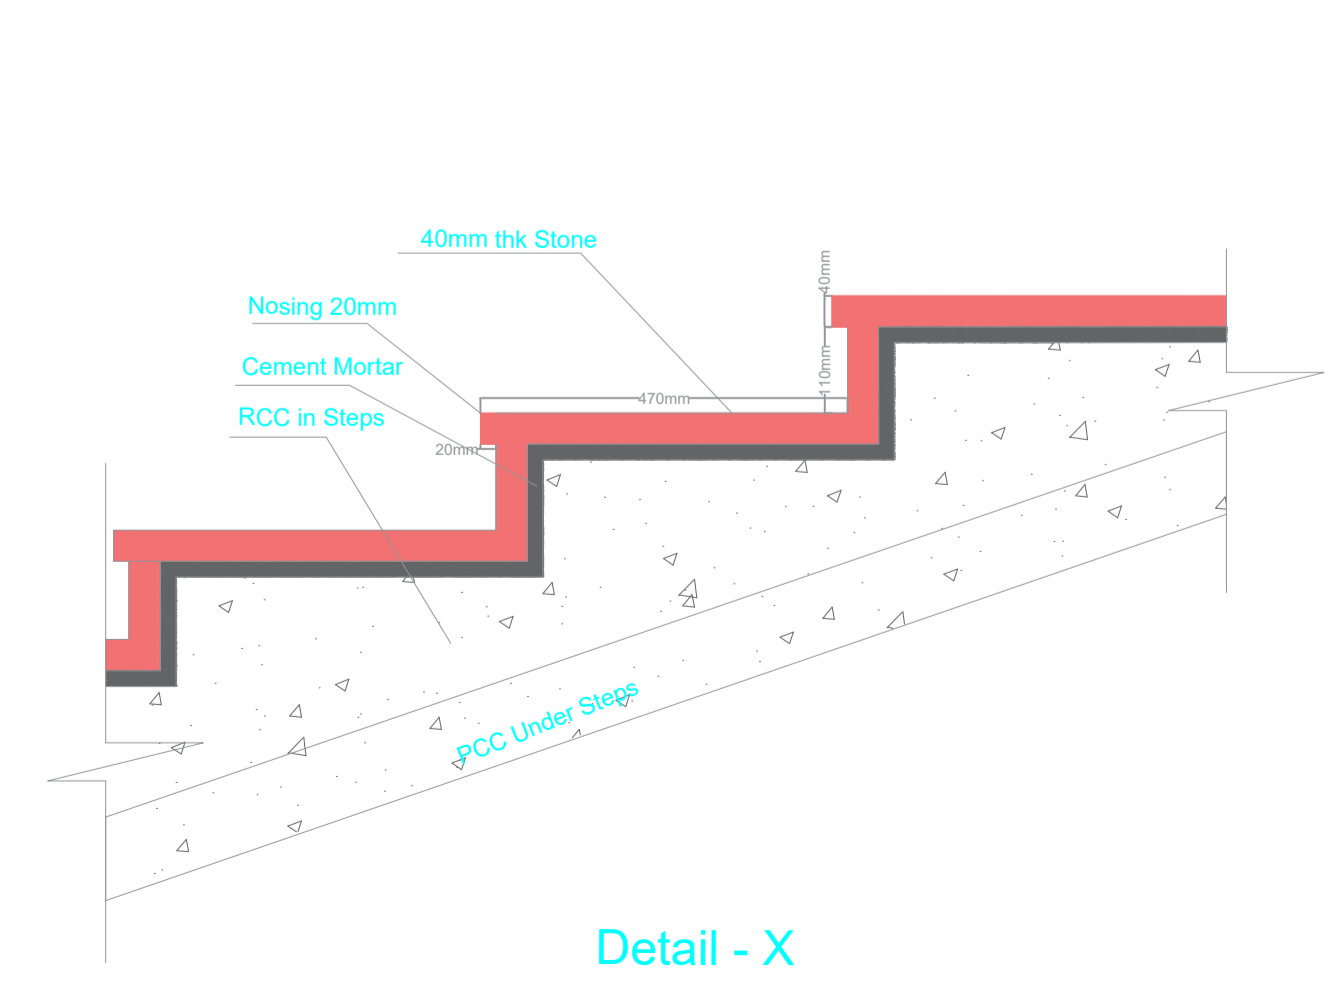 40mm thk Stone
40mm
Nosing 20mm
Cement Mortar
110mm
470mm
RCC in Steps
20mm
PCC Under Steps
Detail - X